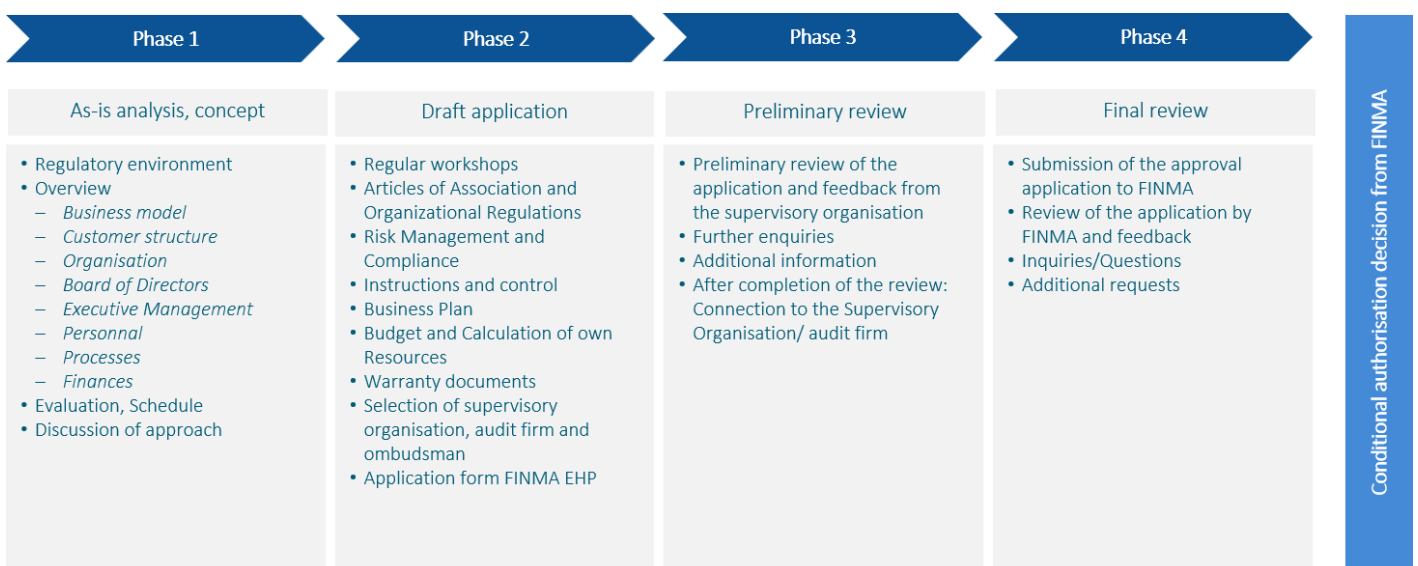 Phase 1
Phase 2
Phase 3
Phase 4
As-is analysis, concept
Draft application
Preliminary review
Final review
• Regulatory environment
• Overview
– Business model
– Customer structure
– Organisation
– Board of Directors
– Executive Management
– Personnal
– Processes
– Finances
• Evaluation, Schedule
• Discussion of approach
• Regular workshops
• Articles of Association and
Organizational Regulations
• Risk Management and
Compliance
• Instructions and control
• Business Plan
• Budget and Calculation of own
Resources
• Warranty documents
• Selection of supervisory
organisation, audit firm and
ombudsman
• Application form FINMA EHP
• Preliminary review of the
application and feedback from
the supervisory organisation
• Further enquiries
• Additional information
• After completion of the review:
Connection to the Supervisory
Organisation/ audit firm
• Submission of the approval
application to FINMA
• Review of the application by
FINMA and feedback
• Inquiries/Questions
• Additional requests
Conditional authorisation decision from FINMA